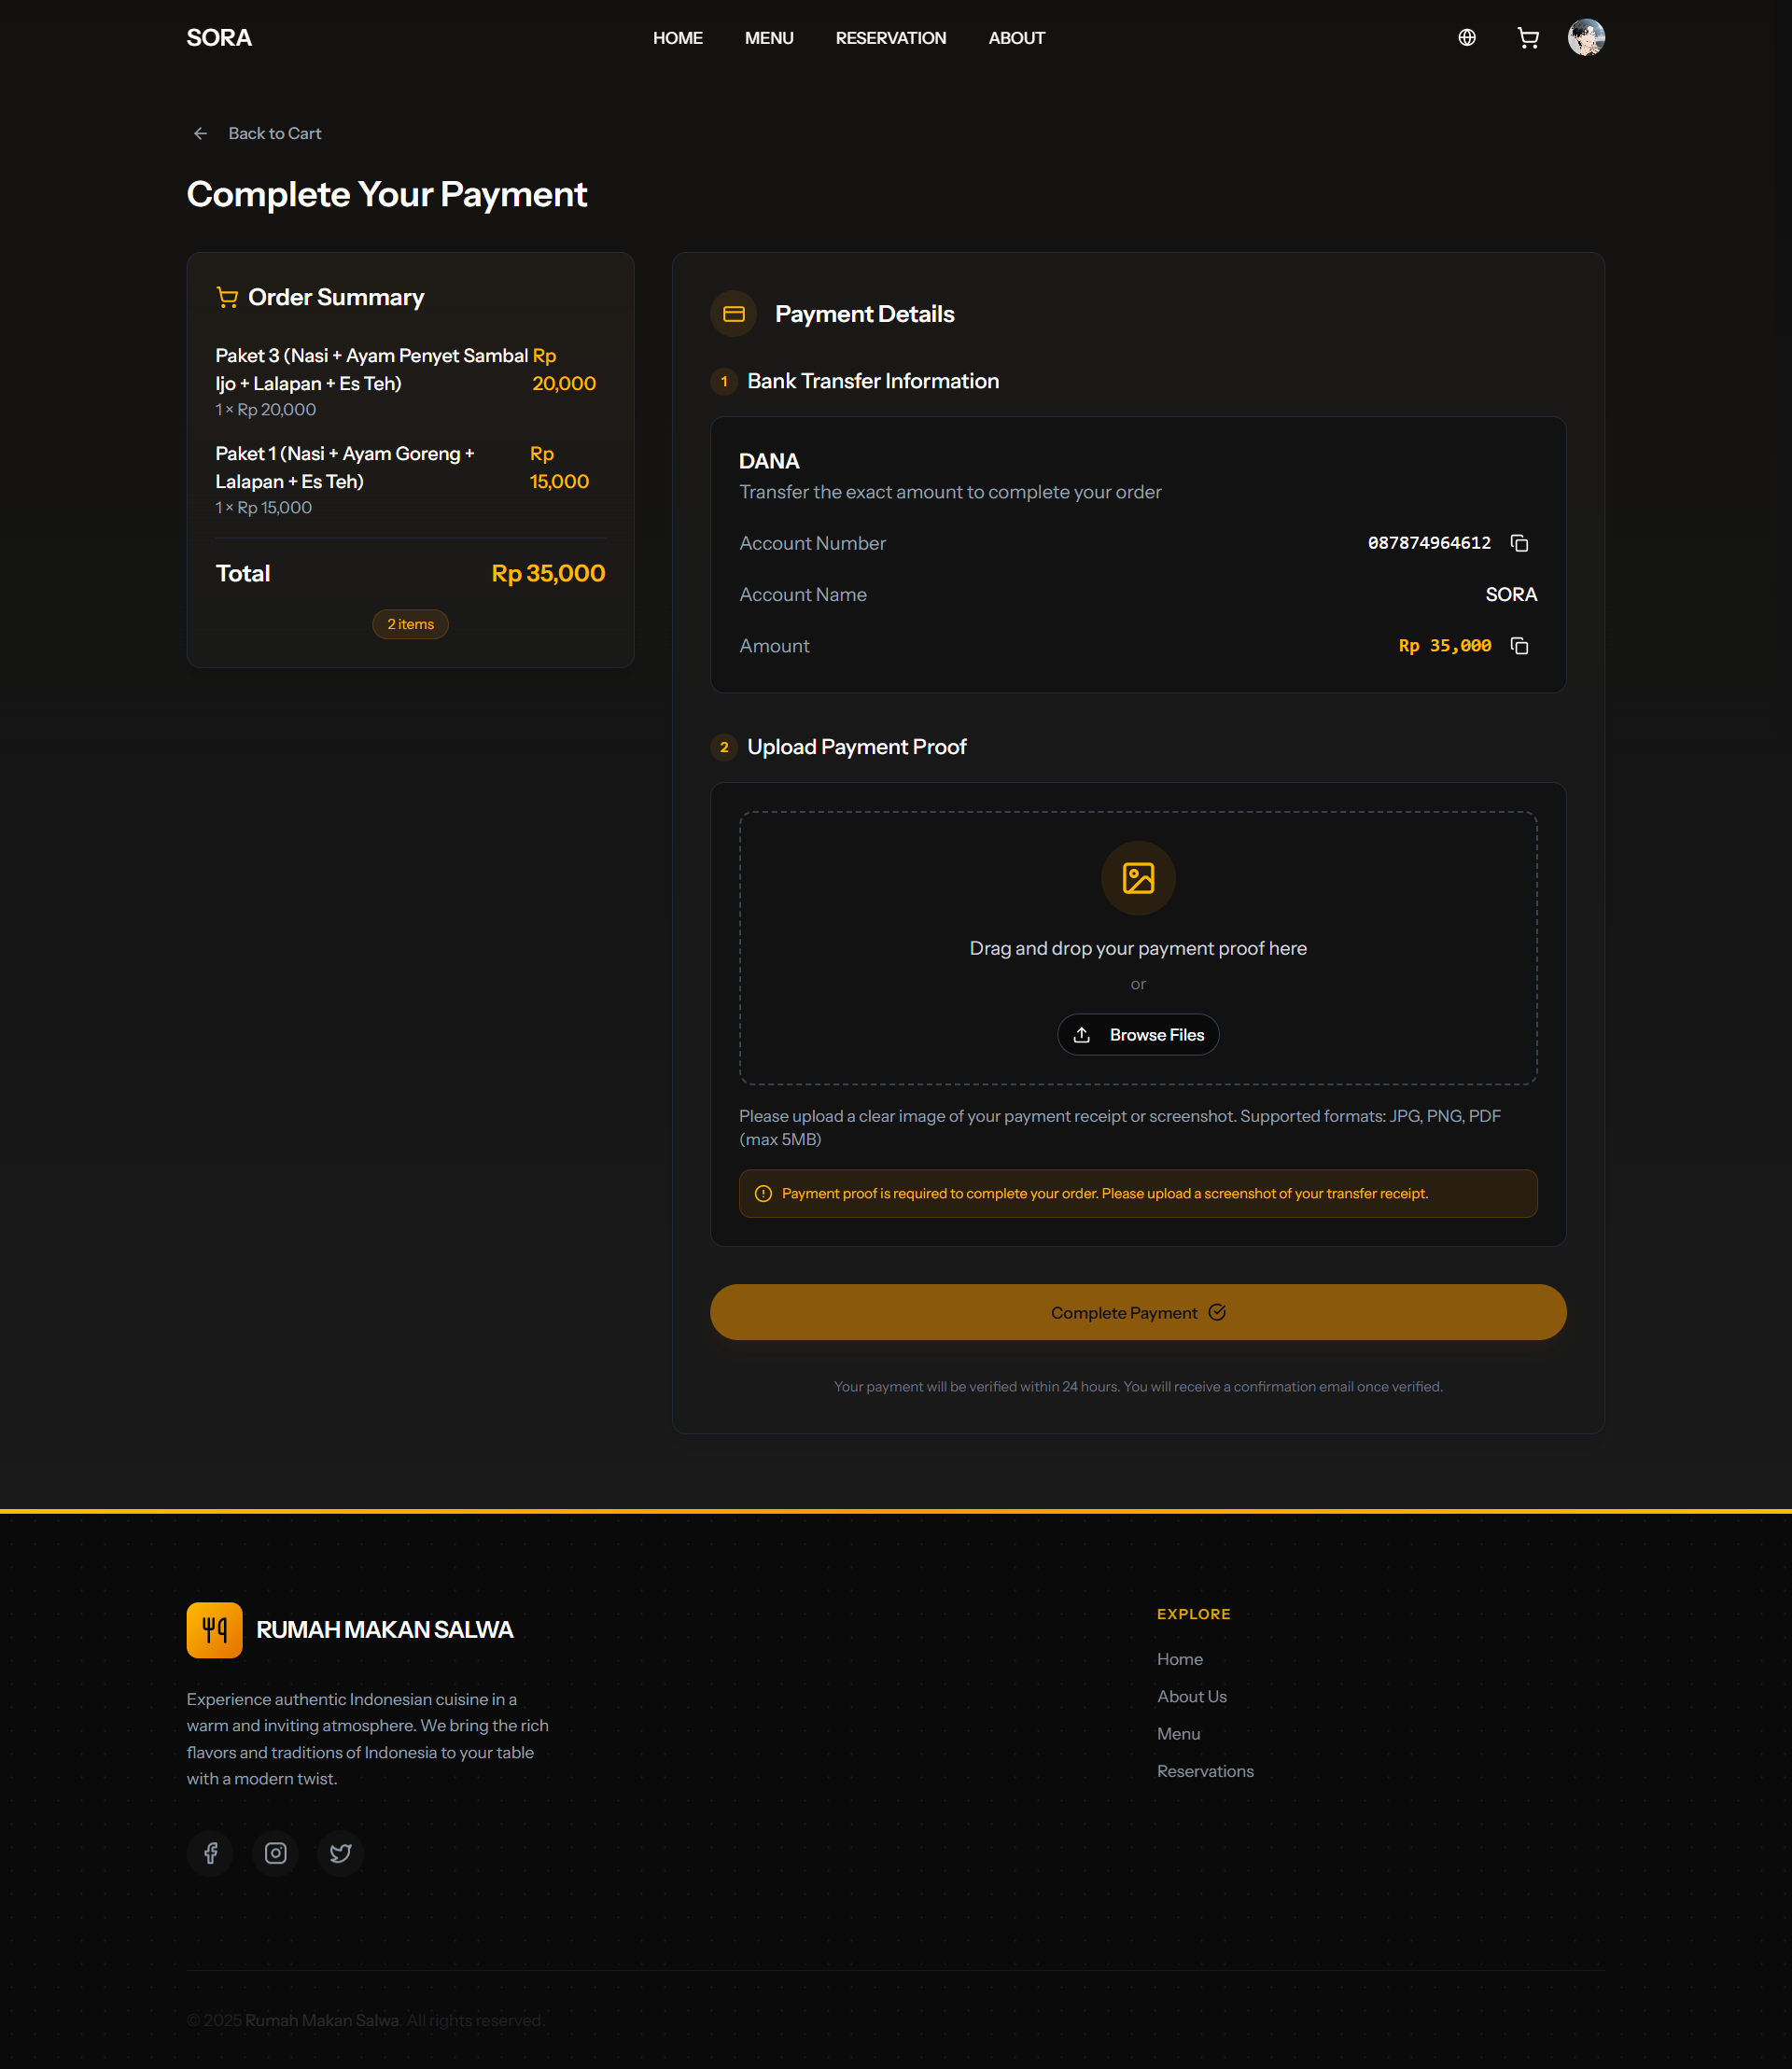 SORA
HOME MENU RESERVATION ABOUT
Back to Cart
Complete Your Payment
Order Summary
Paket 3 (Nasi + Ayam Penyet Sambal Rp
Ijo + Lalapan + Es Teh) 20,000
1 × Rp 20,000
Paket 1 (Nasi + Ayam Goreng + Rp
Lalapan + Es Teh) 15,000
1 × Rp 15,000
Total Rp 35,000
2 items
Payment Details
1 Bank Transfer Information
DANA
Transfer the exact amount to complete your order
Account Number 087874964612
Account Name SORA
Amount Rp 35,000
2 Upload Payment Proof
Drag and drop your payment proof here
or
Browse Files
Please upload a clear image of your payment receipt or screenshot. Supported formats: JPG, PNG, PDF
(max 5MB)
Payment proof is required to complete your order. Please upload a screenshot of your transfer receipt.
Complete Payment
Your payment will be verified within 24 hours. You will receive a confirmation email once verified.
RUMAH MAKAN SALWA
Experience authentic Indonesian cuisine in a
warm and inviting atmosphere. We bring the rich
flavors and traditions of Indonesia to your table
with a modern twist.
EXPLORE
Home
About Us
Menu
Reservations
© 2025 Rumah Makan Salwa. All rights reserved.